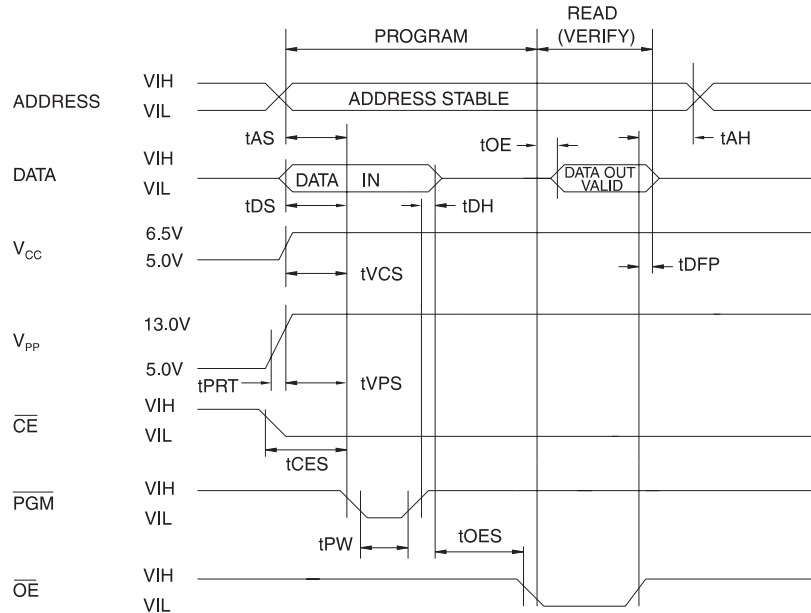 READ
PROGRAM (VERIFY)
VIH
ADDRESS ADDRESS STABLE
VIL
tAS tOE tAH
VIH
DATA DATA IN DATA OUT VALID
VIL
tDS tDH
6.5V
VCC
5.0V tVCS tDFP
13.0V
VPP
5.0V
tPRT tVPS
VIH
CE
VIL
tCES
VIH
PGM
VIL
tPW tOES
VIH
OE
VIL